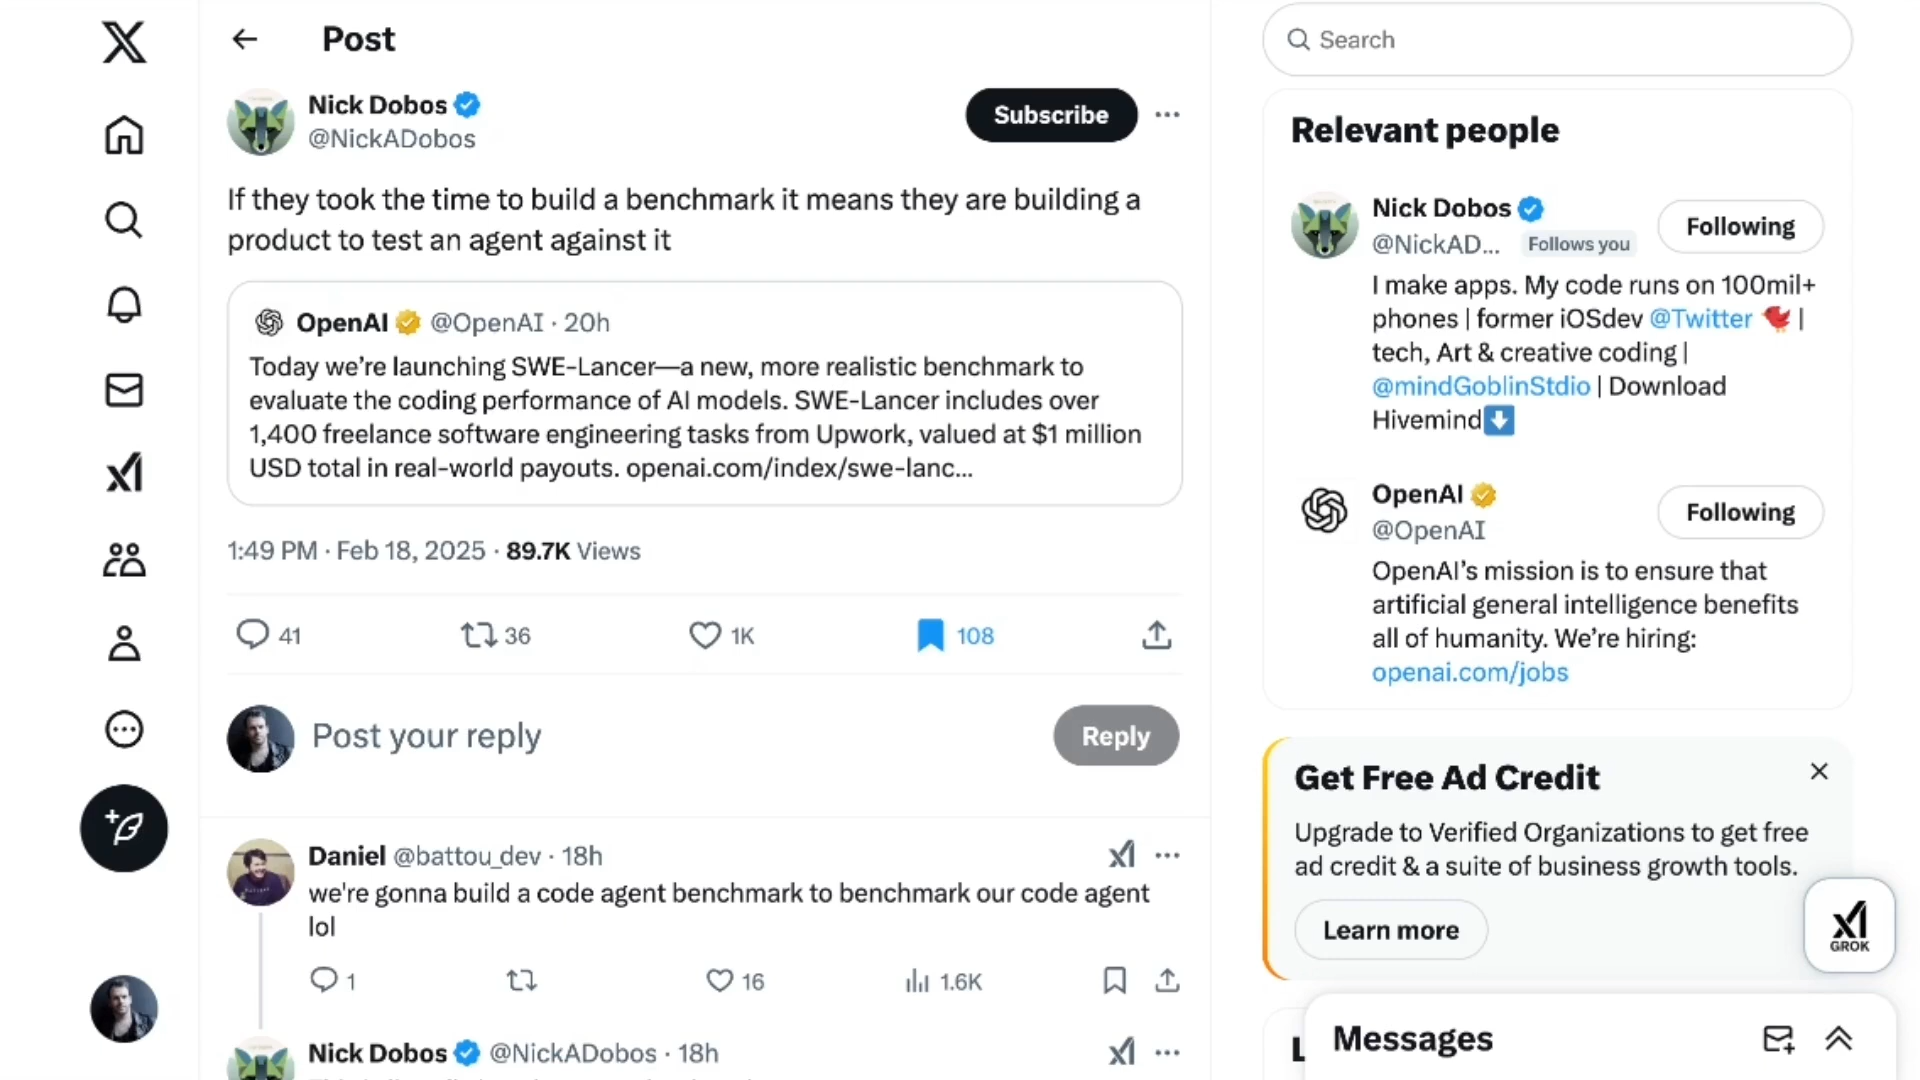 Post
Nick Dobos
@NickADobos
Subscribe
If they took the time to build a benchmark it means they are building a
product to test an agent against it
OpenAI @OpenAI · 20h
Today we're launching SWE-Lancer—a new, more realistic benchmark to
evaluate the coding performance of AI models. SWE-Lancer includes over
1,400 freelance software engineering tasks from Upwork, valued at $1 million
USD total in real-world payouts. openai.com/index/swe-lanc...
1:49 PM · Feb 18, 2025 · 89.7K Views
41 36 1K 108
Post your reply
Reply
Daniel @battou_dev · 18h
we're gonna build a code agent benchmark to benchmark our code agent
lol
1 16 1.6K
Nick Dobos @NickADobos · 18h
Search
Relevant people
Nick Dobos
@NickAD... Follows you
Following
I make apps. My code runs on 100mil+
phones | former iOSdev @Twitter |
tech, Art & creative coding |
@mindGoblinStdio | Download
Hivemind
OpenAI
@OpenAI
Following
OpenAI's mission is to ensure that
artificial general intelligence benefits
all of humanity. We're hiring:
openai.com/jobs
Get Free Ad Credit
Upgrade to Verified Organizations to get free
ad credit & a suite of business growth tools.
Learn more
GROK
Messages